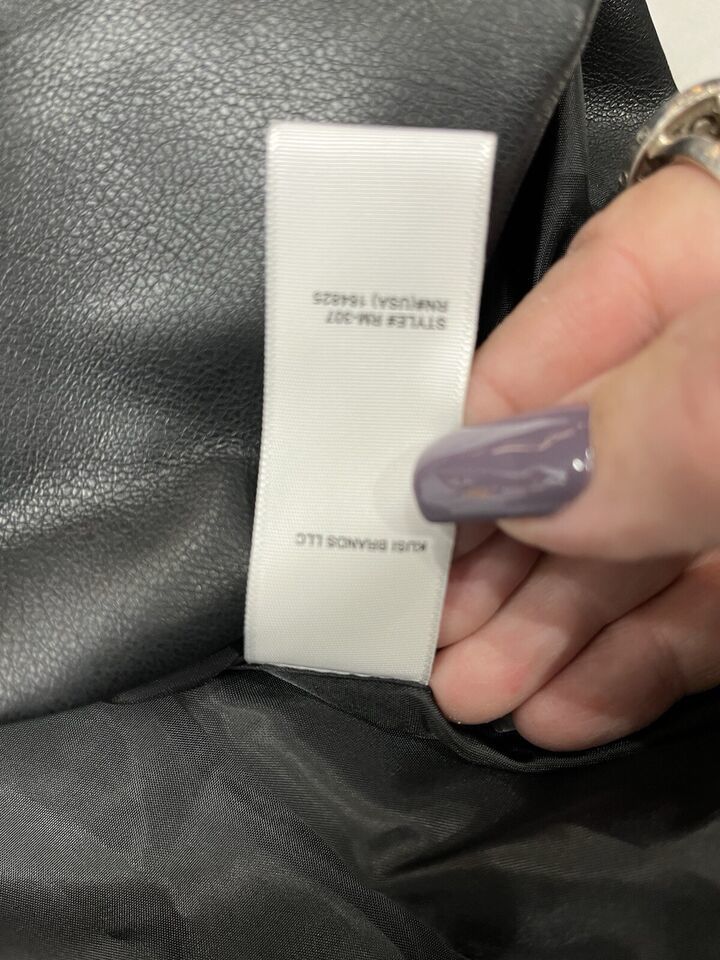 KUSI BRANDS LLC
STYLE# RM-307
RN#(USA) 164825